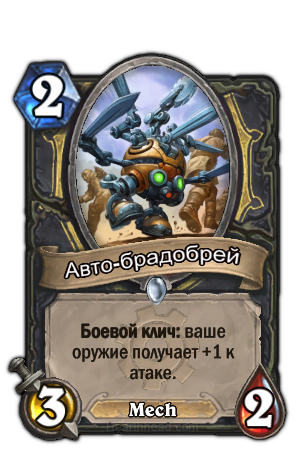 2
Авто-брадобрей
Боевой клич: ваше
оружие получает +1 к
атаке.
3
Mech
2